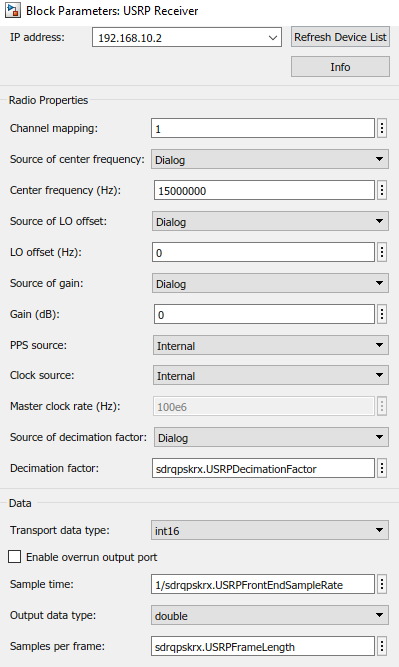 Block Parameters: USRP Receiver
IP address: 192.168.10.2 Refresh Device List
Info
Radio Properties
Channel mapping: 1
Source of center frequency: Dialog
Center frequency (Hz): 15000000
Source of LO offset: Dialog
LO offset (Hz): 0
Source of gain: Dialog
Gain (dB): 0
PPS source: Internal
Clock source: Internal
Master clock rate (Hz): 100e6
Source of decimation factor: Dialog
Decimation factor: sdrqpskrx.USRPDecimationFactor
Data
Transport data type: int16
Enable overrun output port
Sample time: 1/sdrqpskrx.USRPFrontEndSampleRate
Output data type: double
Samples per frame: sdrqpskrx.USRPFrameLength